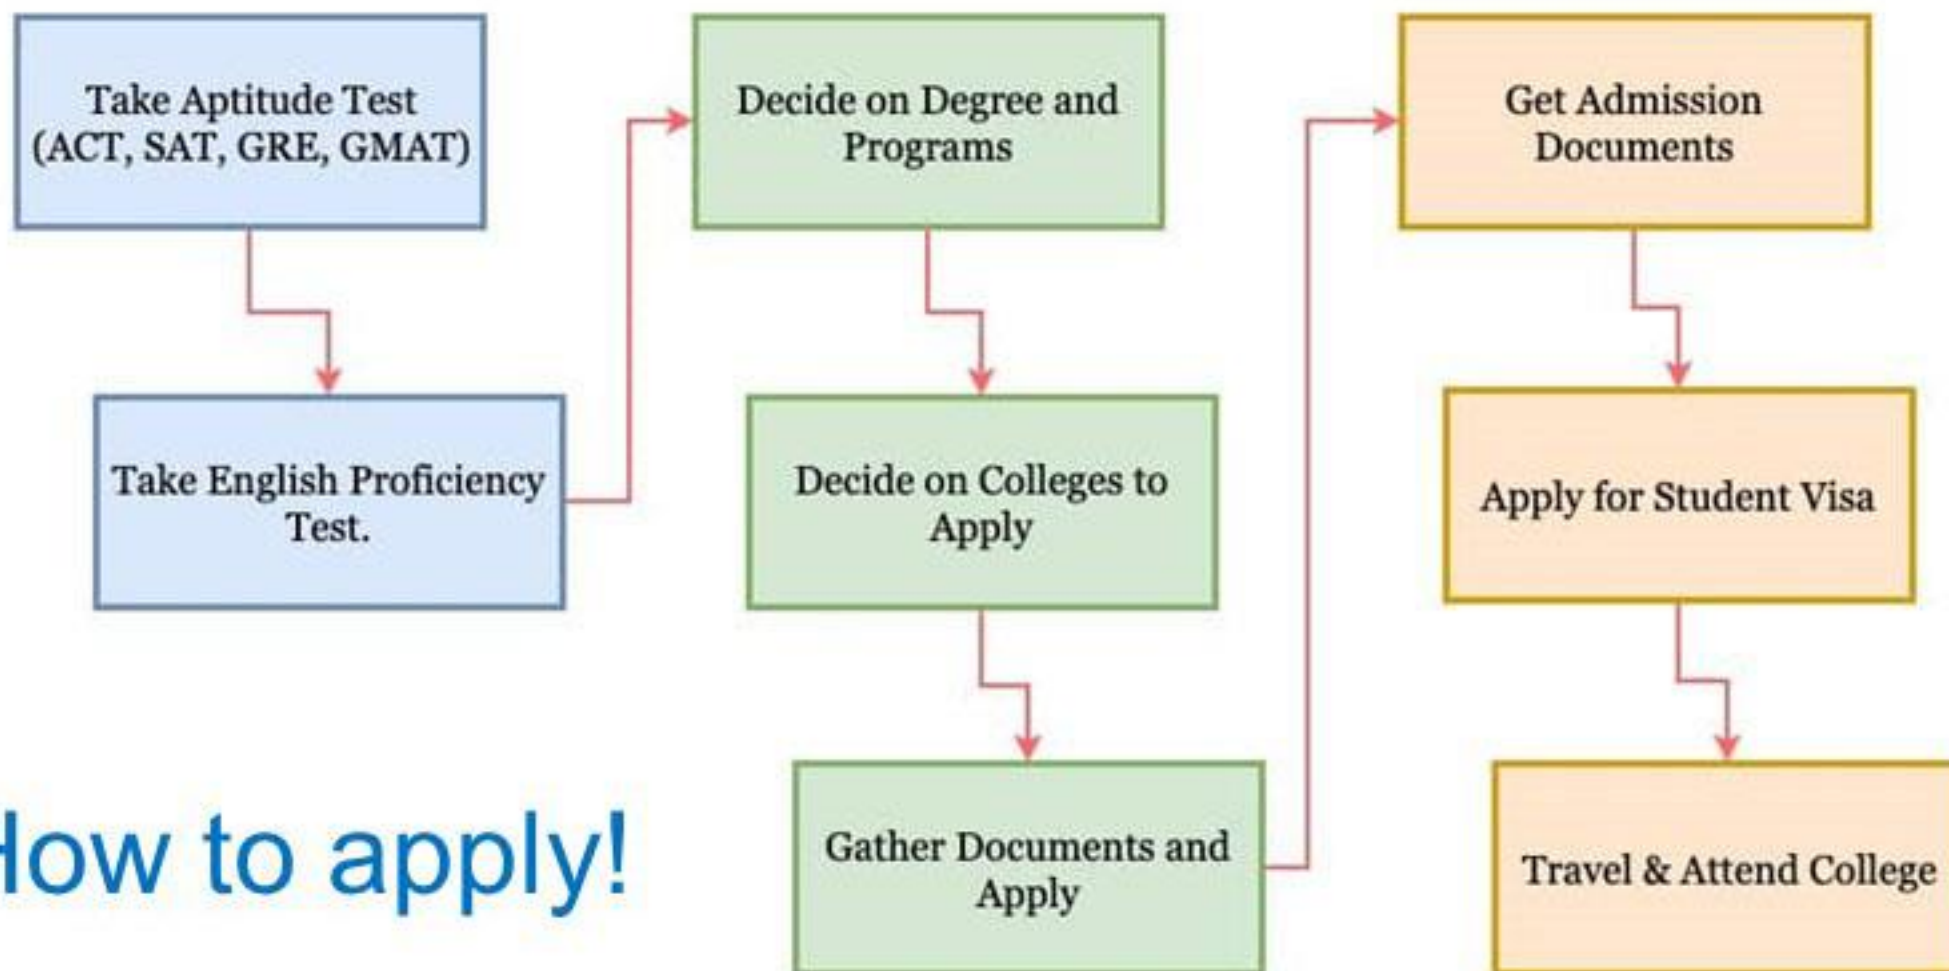 Take Aptitude Test
(ACT, SAT, GRE, GMAT)
Take English Proficiency
Test.
Decide on Degree and
Programs
Decide on Colleges to
Apply
Gather Documents and
Apply
Get Admission
Documents
Apply for Student Visa
Travel & Attend College
How to apply!